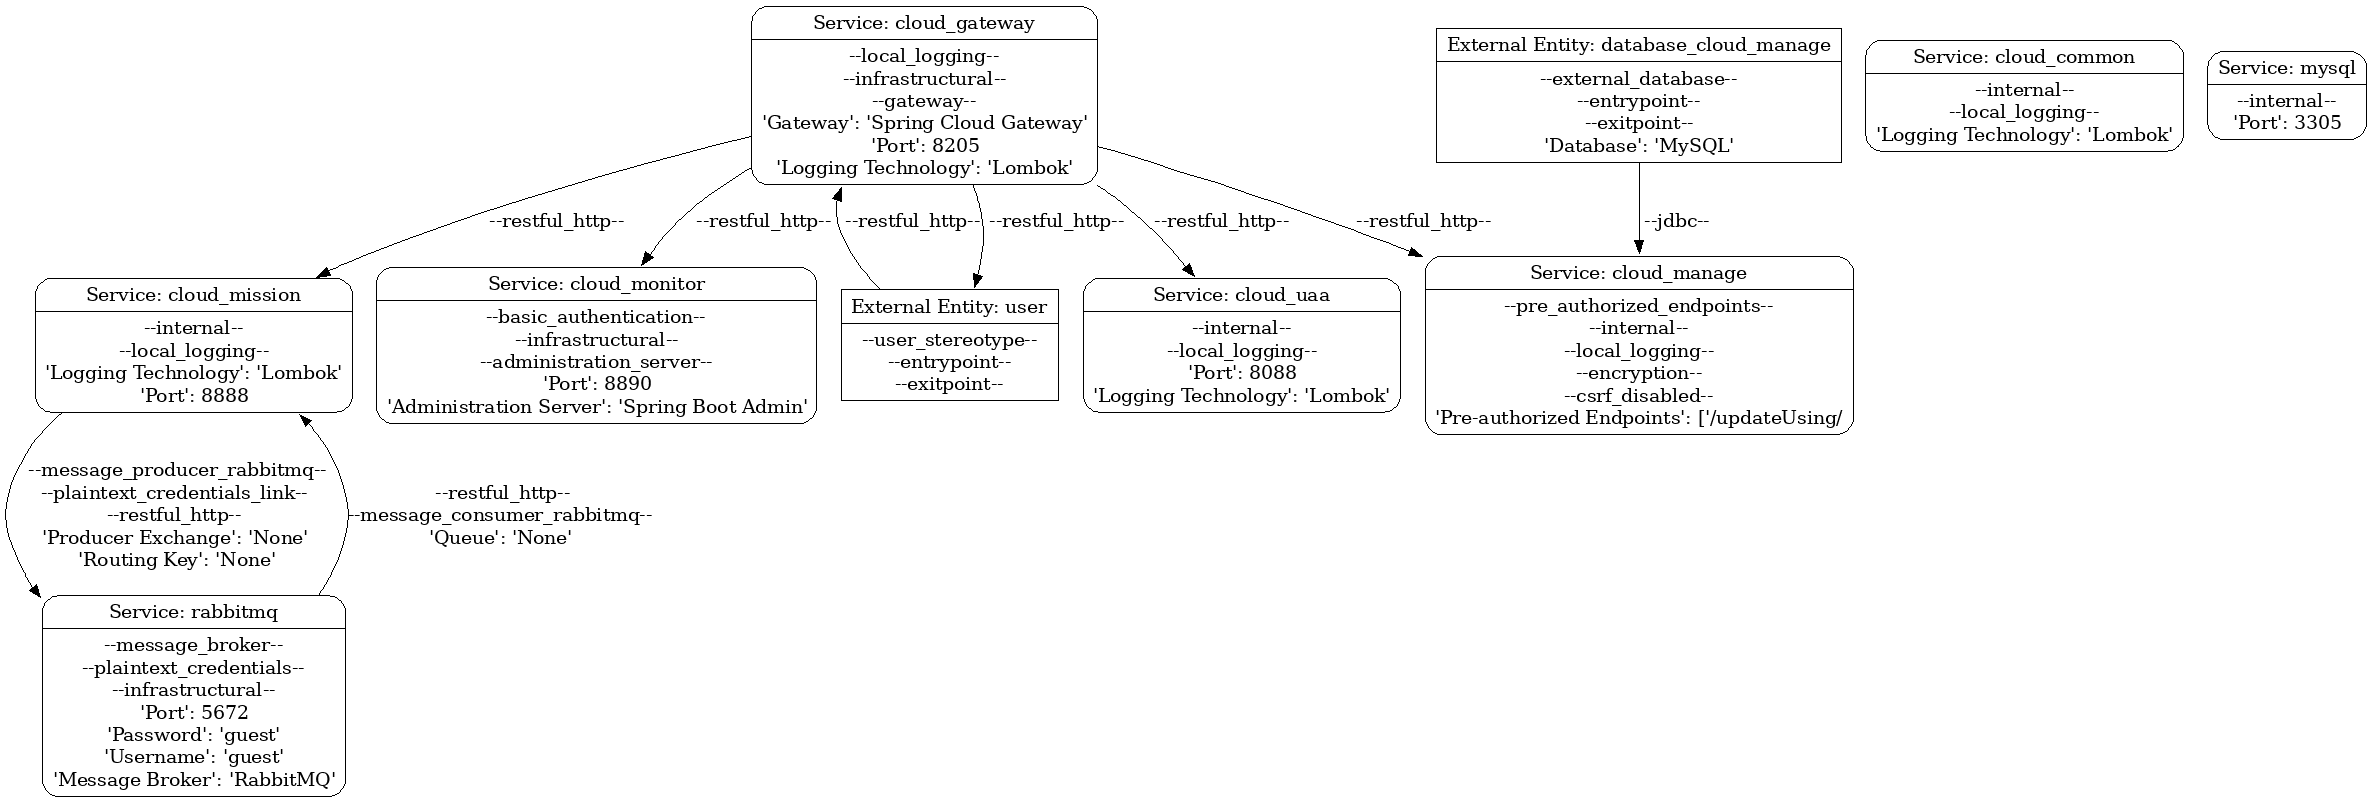 Service: cloud_gateway
--local_logging--
--infrastructural--
--gateway--
'Gateway': 'Spring Cloud Gateway'
'Port': 8205
'Logging Technology': 'Lombok'
External Entity: database_cloud_manage
--external_database--
--entrypoint--
--exitpoint--
'Database': 'MySQL'
Service: cloud_common
--internal--
--local_logging--
'Logging Technology': 'Lombok'
Service: mysql
--internal--
'Port': 3305
--restful_http--
--restful_http--
--restful_http--
--restful_http--
--restful_http--
--restful_http--
--jdbc--
Service: cloud_mission
--internal--
--local_logging--
'Logging Technology': 'Lombok'
'Port': 8888
Service: cloud_monitor
--basic_authentication--
--infrastructural--
--administration_server--
'Port': 8890
'Administration Server': 'Spring Boot Admin'
External Entity: user
--user_stereotype--
--entrypoint--
--exitpoint--
Service: cloud_uaa
--internal--
--local_logging--
'Port': 8088
'Logging Technology': 'Lombok'
Service: cloud_manage
--pre_authorized_endpoints--
--internal--
--local_logging--
--encryption--
--csrf_disabled--
'Pre-authorized Endpoints': ['/updateUsing/
--message_producer_rabbitmq--
--plaintext_credentials_link--
--restful_http--
'Producer Exchange': 'None'
'Routing Key': 'None'
--restful_http--
--message_consumer_rabbitmq--
'Queue': 'None'
Service: rabbitmq
--message_broker--
--plaintext_credentials--
--infrastructural--
'Port': 5672
'Password': 'guest'
'Username': 'guest'
'Message Broker': 'RabbitMQ'